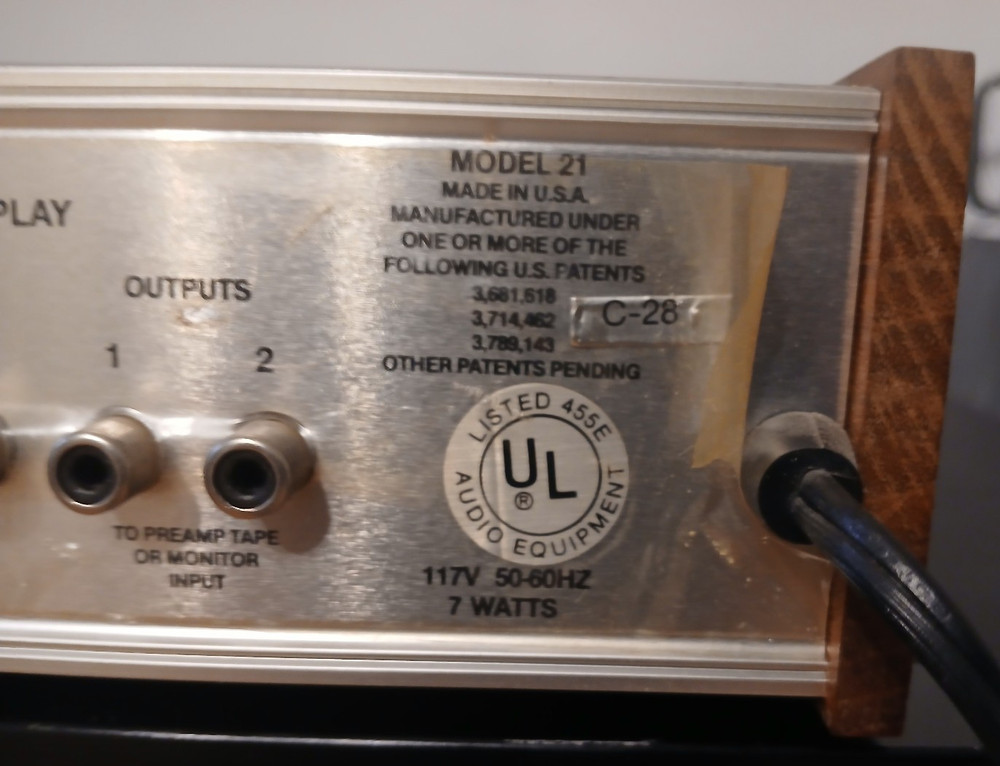 PLAY
OUTPUTS
1 2
TO PREAMP TAPE
OR MONITOR
INPUT
MODEL 21
MADE IN U.S.A.
MANUFACTURED UNDER
ONE OR MORE OF THE
FOLLOWING U.S. PATENTS
3,681,618
3,714,462
3,789,143
OTHER PATENTS PENDING
C-28
LISTED 455E
UL
®
AUDIO EQUIPMENT
117V 50-60HZ
7 WATTS